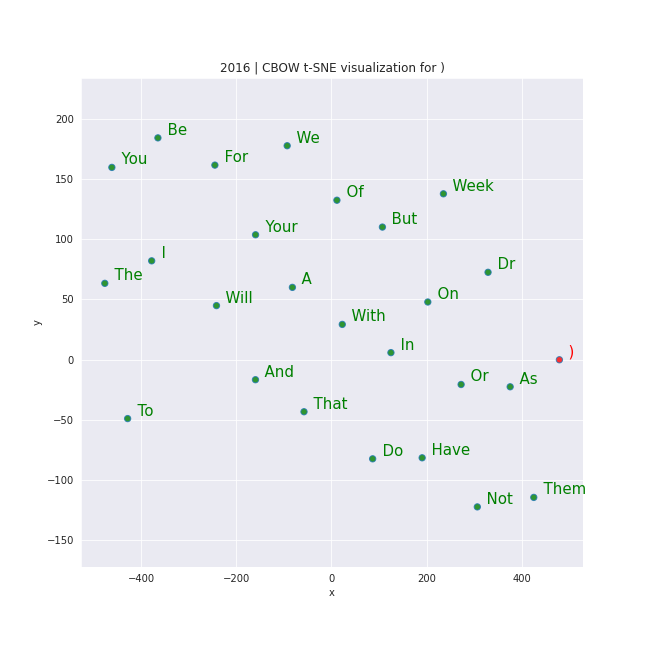 2016 | CBOW t-SNE visualization for )
200
150
100
50
0
−50
−100
−150
y
Be
We
You
For
Week
Of
But
Your
I
Dr
The
A
On
Will
With
In
)
And
Or
As
To
That
Do
Have
Not
Them
−400
−200
0
200
400
x